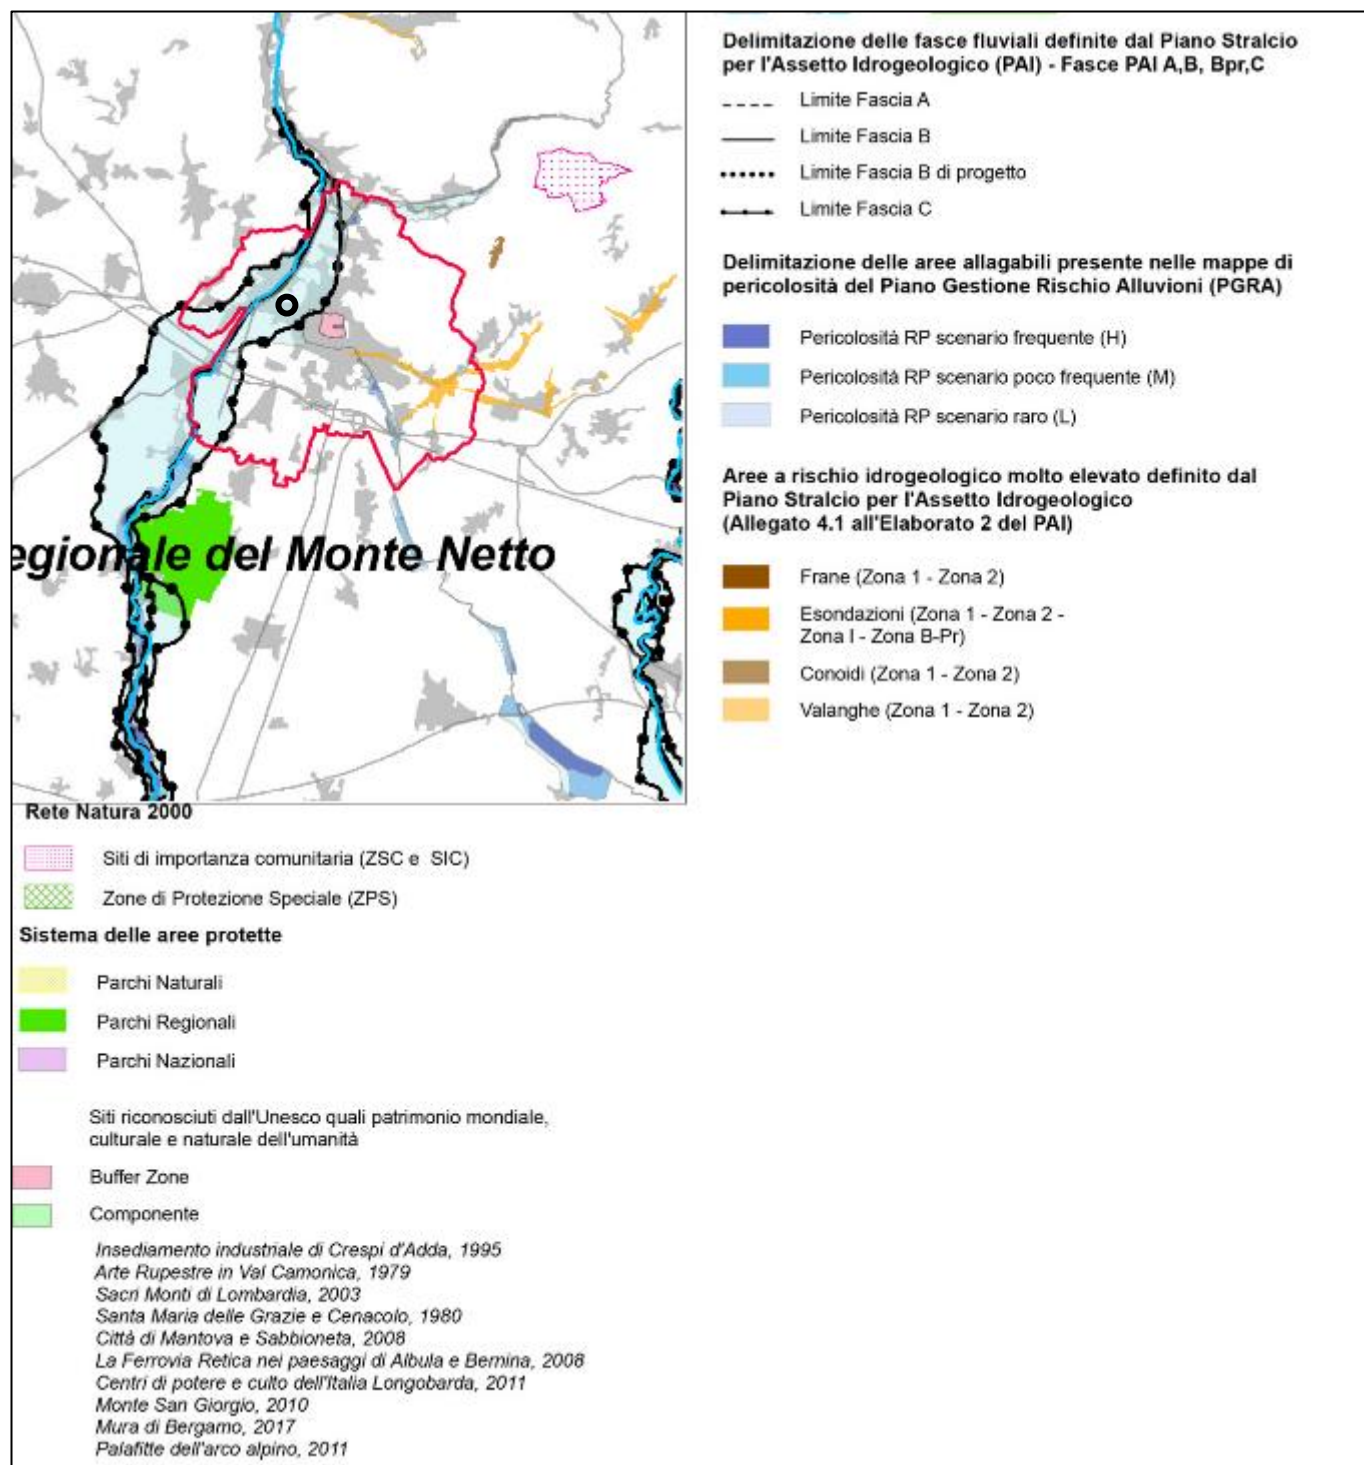 Delimitazione delle fasce fluviali definite dal Piano Stralcio
per l'Assetto Idrogeologico (PAI) - Fasce PAI A,B, Bpr,C
Limite Fascia A
Limite Fascia B
Limite Fascia B di progetto
Limite Fascia C
Delimitazione delle aree allagabili presente nelle mappe di
pericolosità del Piano Gestione Rischio Alluvioni (PGRA)
Pericolosità RP scenario frequente (H)
Pericolosità RP scenario poco frequente (M)
Pericolosità RP scenario raro (L)
Aree a rischio idrogeologico molto elevato definito dal
Piano Stralcio per l'Assetto Idrogeologico
(Allegato 4.1 all'Elaborato 2 del PAI)
Frane (Zona 1 - Zona 2)
Esondazioni (Zona 1 - Zona 2 -
Zona I - Zona B-Pr)
Conoidi (Zona 1 - Zona 2)
Valanghe (Zona 1 - Zona 2)
egionale del Monte Netto
Rete Natura 2000
Siti di importanza comunitaria (ZSC e SIC)
Zone di Protezione Speciale (ZPS)
Sistema delle aree protette
Parchi Naturali
Parchi Regionali
Parchi Nazionali
Siti riconosciuti dall'Unesco quali patrimonio mondiale,
culturale e naturale dell'umanità
Buffer Zone
Componente
Insediamento industriale di Crespi d'Adda, 1995
Arte Rupestre in Val Camonica, 1979
Sacri Monti di Lombardia, 2003
Santa Maria delle Grazie e Cenacolo, 1980
Città di Mantova e Sabbioneta, 2008
La Ferrovia Retica nei paesaggi di Albula e Bernina, 2008
Centri di potere e culto dell'Italia Longobarda, 2011
Monte San Giorgio, 2010
Mura di Bergamo, 2017
Palafitte dell'arco alpino, 2011